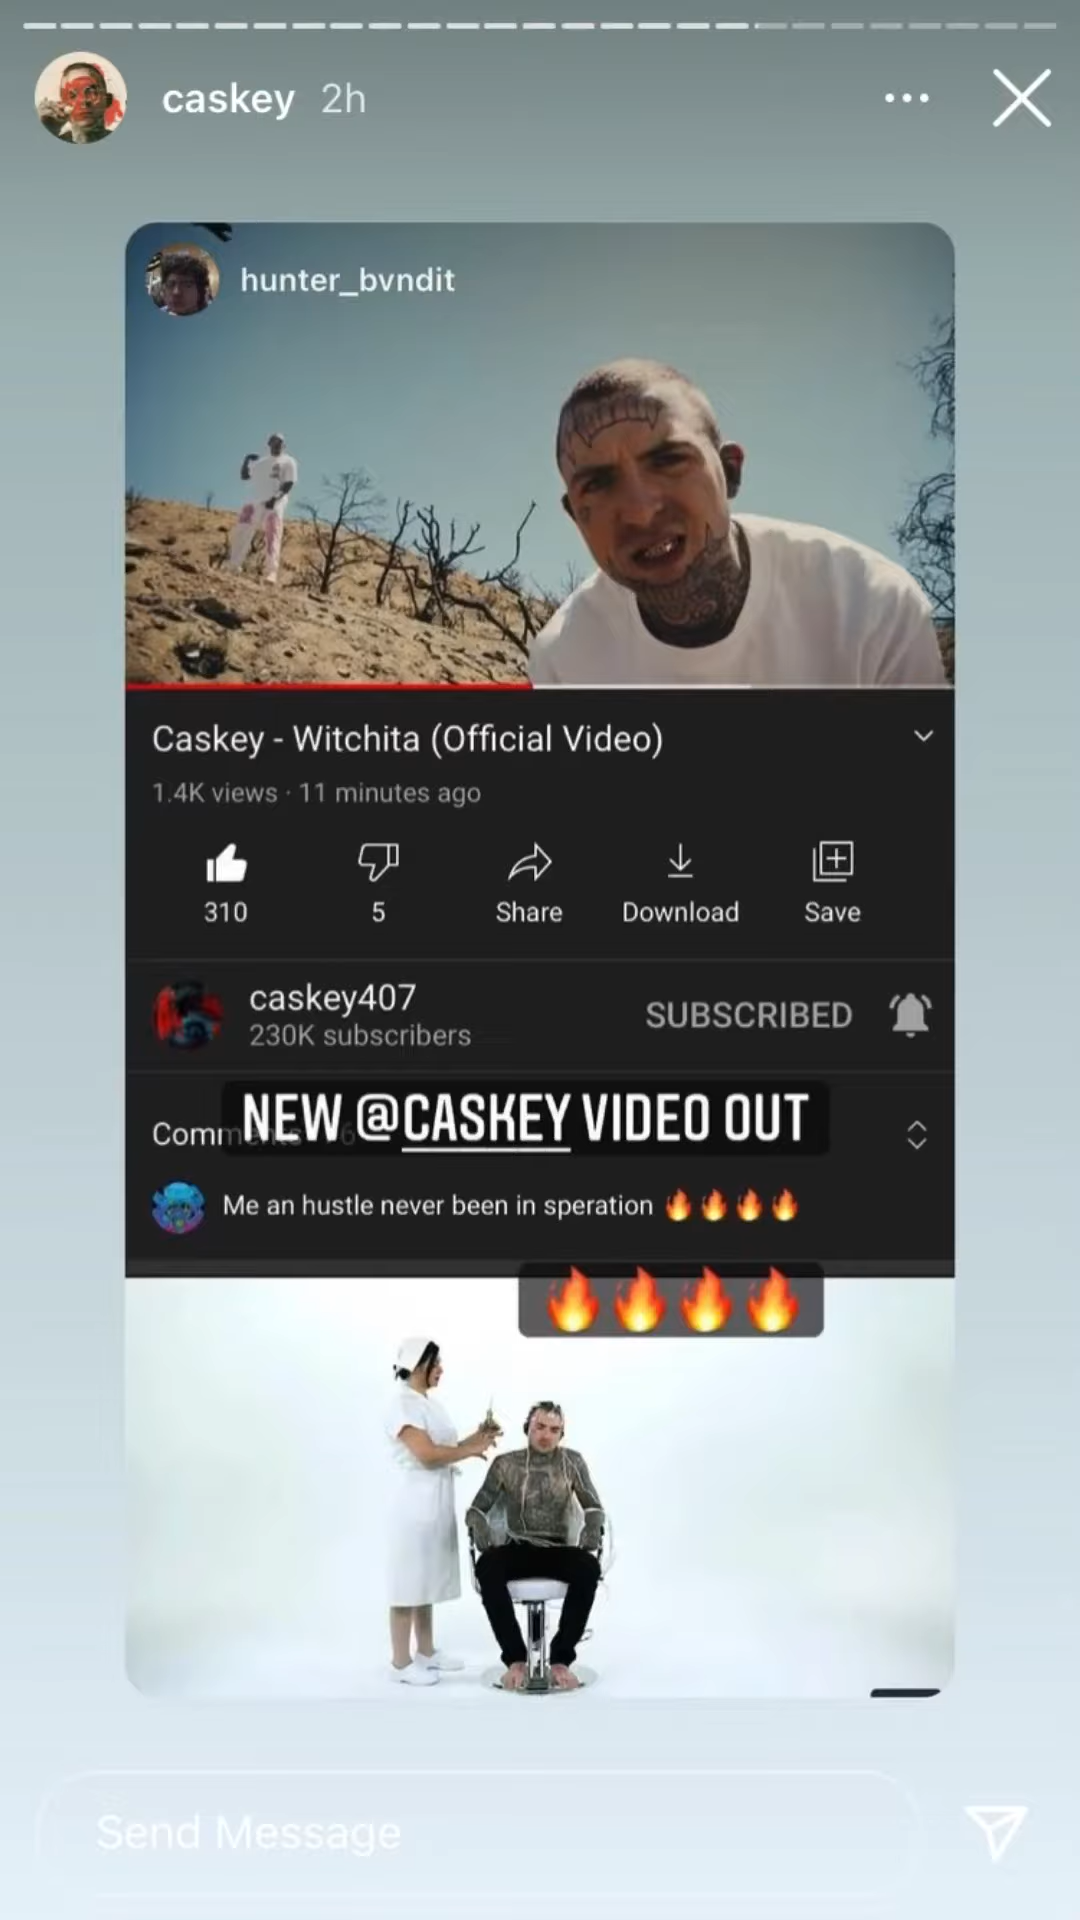 caskey 2h
hunter_bvndit
Caskey - Witchita (Official Video)
1.4K views · 11 minutes ago
310 5 Share Download Save
caskey407
230K subscribers
SUBSCRIBED
NEW @CASKEY VIDEO OUT
Comments
Me an hustle never been in speration 🔥🔥🔥🔥
🔥🔥🔥🔥
Send Message